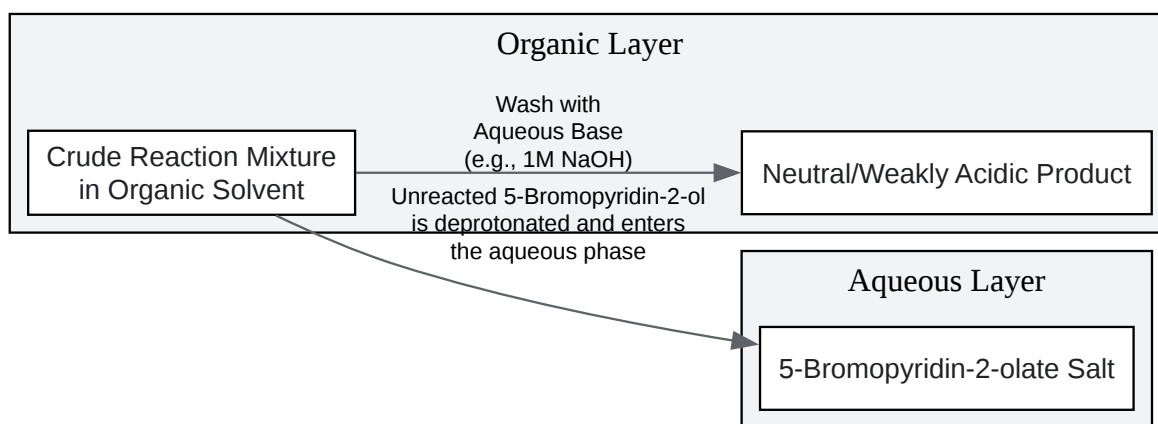 Organic Layer
Wash with
Aqueous Base
(e.g., 1M NaOH)
Crude Reaction Mixture
in Organic Solvent
Neutral/Weakly Acidic Product
Unreacted 5-Bromopyridin-2-ol
is deprotonated and enters
the aqueous phase
Aqueous Layer
5-Bromopyridin-2-olate Salt